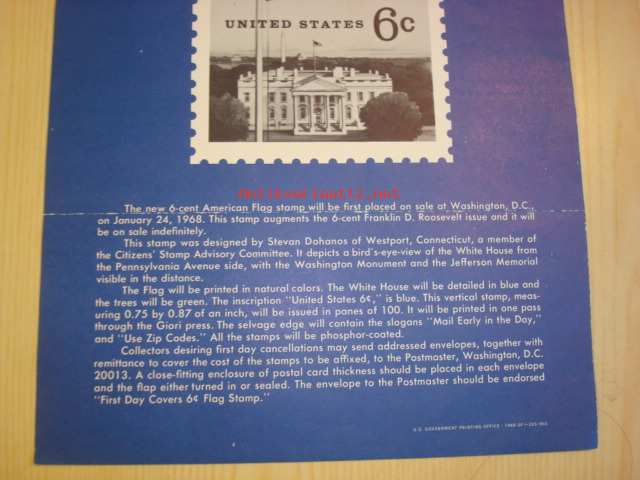 UNITED STATES 6c
The new 6-cent American Flag stamp will be first placed on sale at Washington, D.C.,
on January 24, 1968. This stamp augments the 6-cent Franklin D. Roosevelt issue and it will
be on sale indefinitely.
This stamp was designed by Stevan Dohanos of Westport, Connecticut, a member of
the Citizens' Stamp Advisory Committee. It depicts a bird's-eye-view of the White House from
the Pennsylvania Avenue side, with the Washington Monument and the Jefferson Memorial
visible in the distance.
The Flag will be printed in natural colors. The White House will be detailed in blue and
the trees will be green. The inscription "United States 6¢," is blue. This vertical stamp, meas-
uring 0.75 by 0.87 of an inch, will be issued in panes of 100. It will be printed in one pass
through the Giori press. The selvage edge will contain the slogans "Mail Early in the Day,"
and "Use Zip Codes." All the stamps will be phosphor-coated.
Collectors desiring first day cancellations may send addressed envelopes, together with
remittance to cover the cost of the stamps to be affixed, to the Postmaster, Washington, D.C.
20013. A close-fitting enclosure of postal card thickness should be placed in each envelope
and the flap either turned in or sealed. The envelope to the Postmaster should be endorsed
"First Day Covers 6¢ Flag Stamp."
U.S. GOVERNMENT PRINTING OFFICE : 1968 OF—